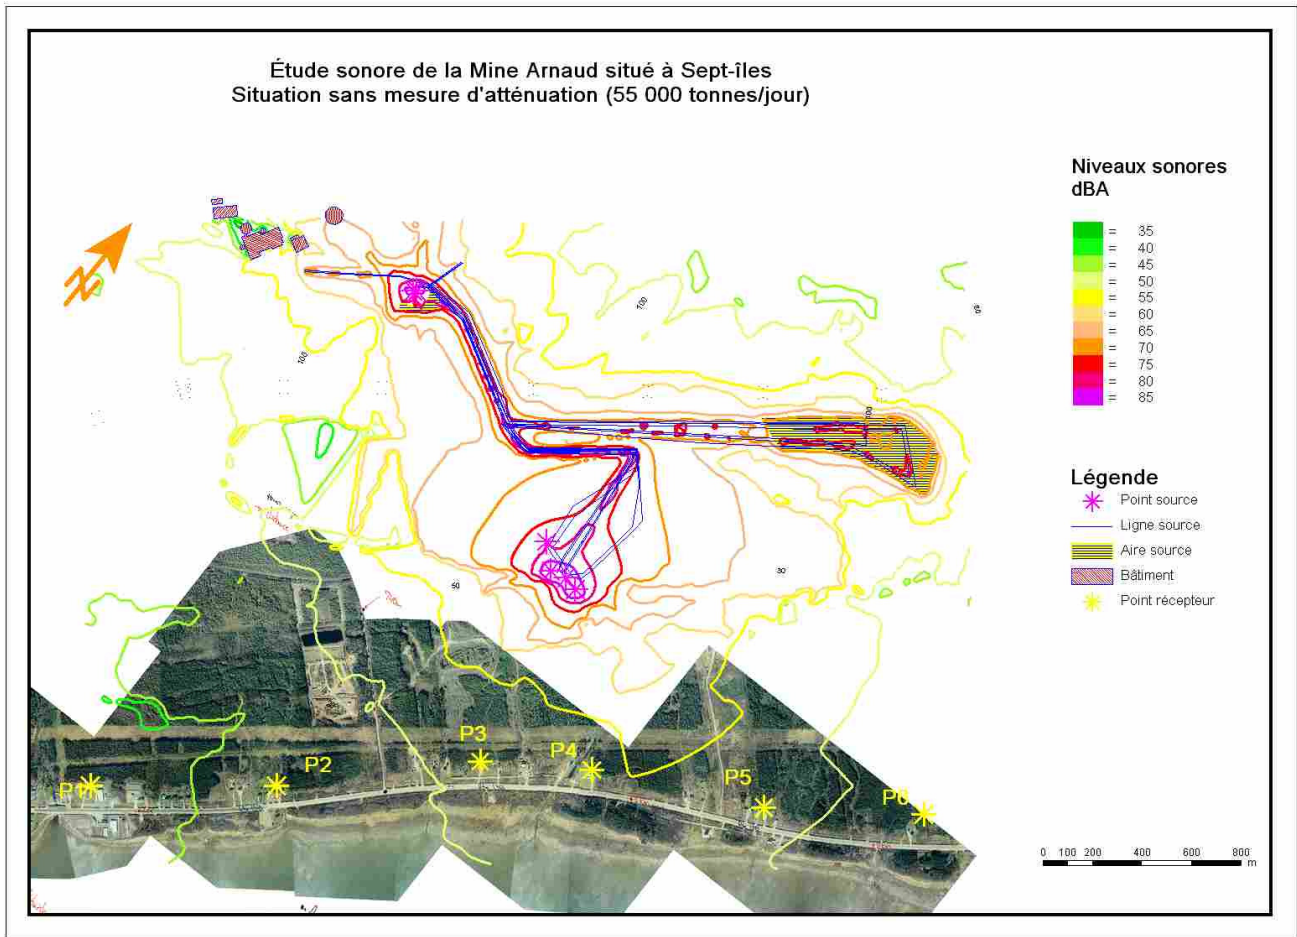 Étude sonore de la Mine Arnaud situé à Sept-îles
Situation sans mesure d'atténuation (55 000 tonnes/jour)
Niveaux sonores
dBA
= 35
= 40
= 45
= 50
= 55
= 60
= 65
= 70
= 75
= 80
= 85
Légende
Point source
Ligne source
Aire source
Bâtiment
Point récepteur
100
100
P1
P2
P3
P4
P5
P6
0 100 200 400 600 800
m